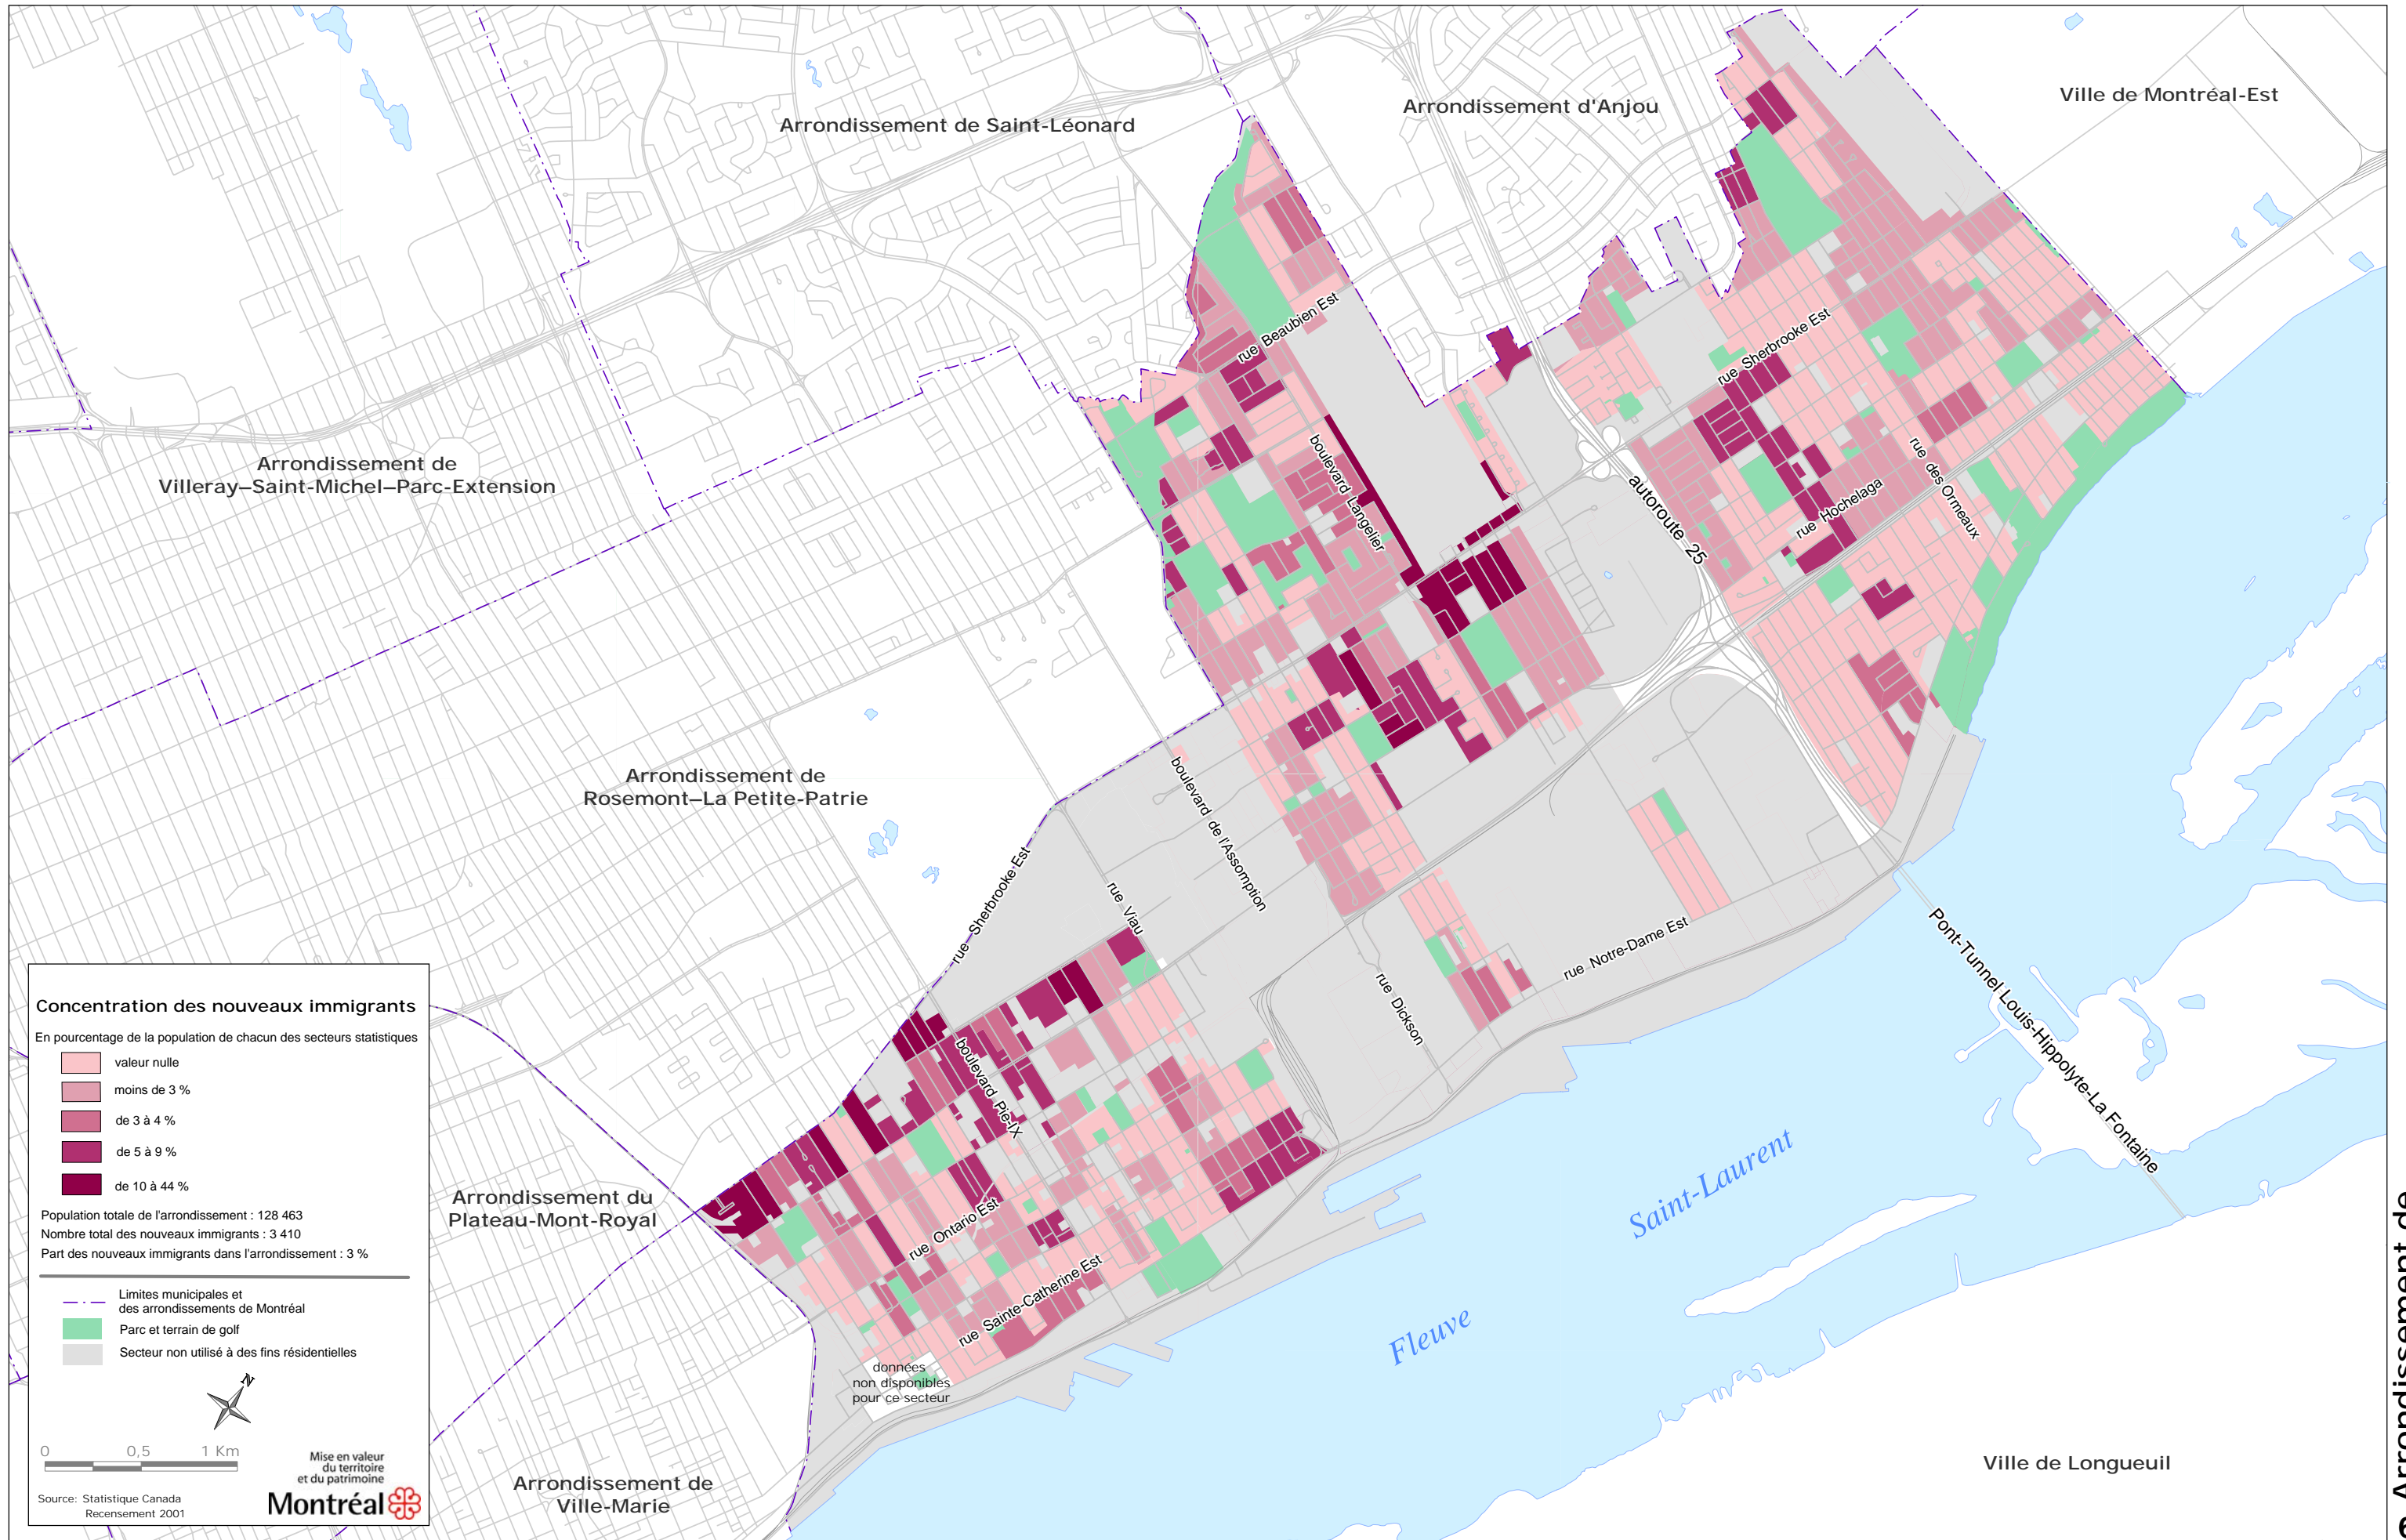 Arrondissement de Saint-Léonard
Arrondissement d'Anjou
Ville de Montréal-Est
Arrondissement de
Villeray–Saint-Michel–Parc-Extension
Arrondissement de
Rosemont–La Petite-Patrie
Arrondissement du
Plateau-Mont-Royal
Arrondissement de
Ville-Marie
Ville de Longueuil
rue Beaubien Est
boulevard Langelier
rue Sherbrooke Est
autoroute 25
rue Hochelaga
rue des Ormeaux
boulevard de l'Assomption
rue Sherbrooke Est
rue Viau
rue Dickson
rue Notre-Dame Est
Pont-Tunnel Louis-Hippolyte-La Fontaine
boulevard Pie-IX
rue Ontario Est
rue Sainte-Catherine Est
données
non disponibles
pour ce secteur
Fleuve
Saint-Laurent
Concentration des nouveaux immigrants
En pourcentage de la population de chacun des secteurs statistiques
valeur nulle
moins de 3 %
de 3 à 4 %
de 5 à 9 %
de 10 à 44 %
Population totale de l'arrondissement : 128 463
Nombre total des nouveaux immigrants : 3 410
Part des nouveaux immigrants dans l'arrondissement : 3 %
Limites municipales et
des arrondissements de Montréal
Parc et terrain de golf
Secteur non utilisé à des fins résidentielles
N
0 0,5 1 Km
Mise en valeur
du territoire
et du patrimoine
Montréal
Source: Statistique Canada
Recensement 2001
Arrondissement de